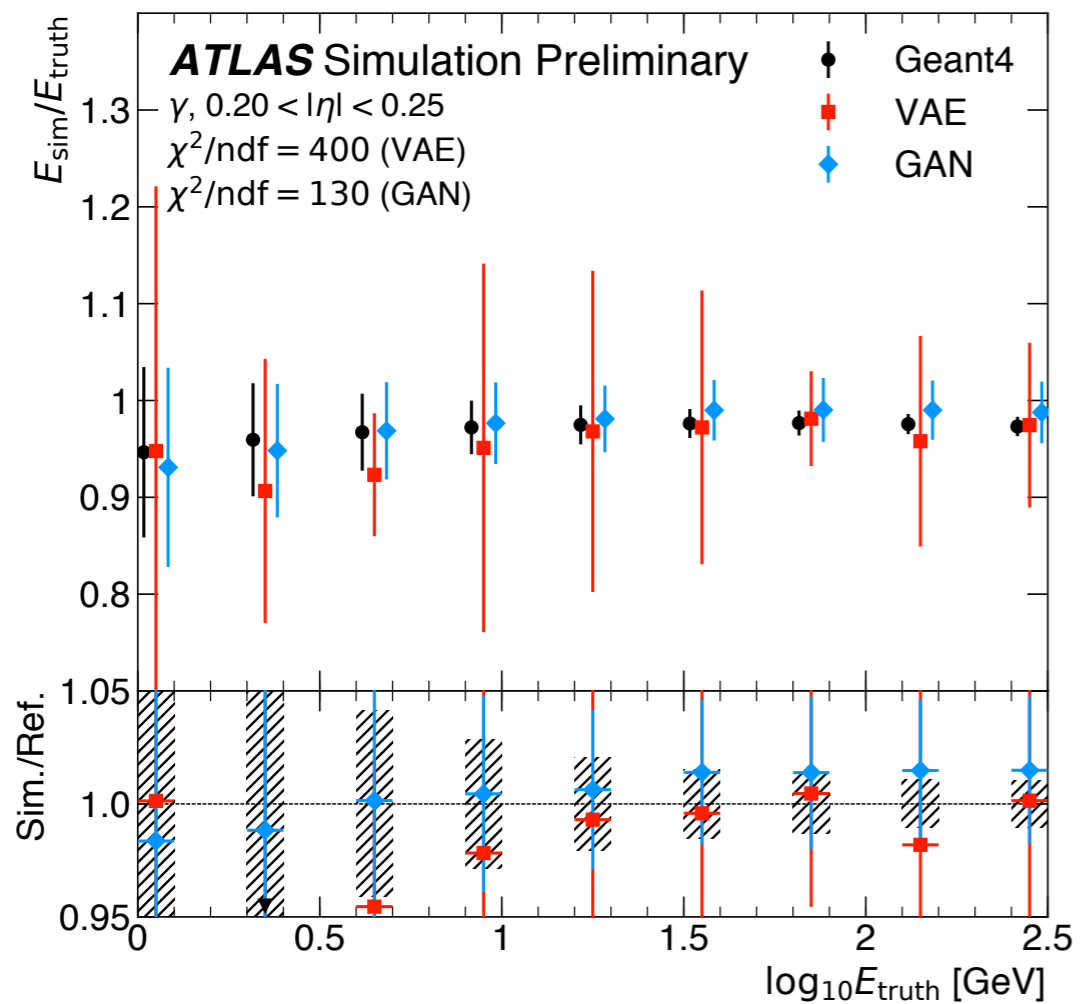 ATLAS Simulation Preliminary
γ, 0.20 < |η| < 0.25
χ²/ndf = 400 (VAE)
χ²/ndf = 130 (GAN)
Geant4
VAE
GAN
E_sim/E_truth
1.3
1.2
1.1
1
0.9
0.8
Sim./Ref.
1.05
1.0
0.95
0
0.5
1
1.5
2
2.5
log₁₀E_truth [GeV]